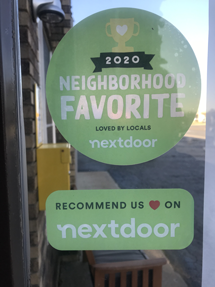 2020
NEIGHBORHOOD
FAVORITE
LOVED BY LOCALS
nextdoor
RECOMMEND US ❤ ON
nextdoor